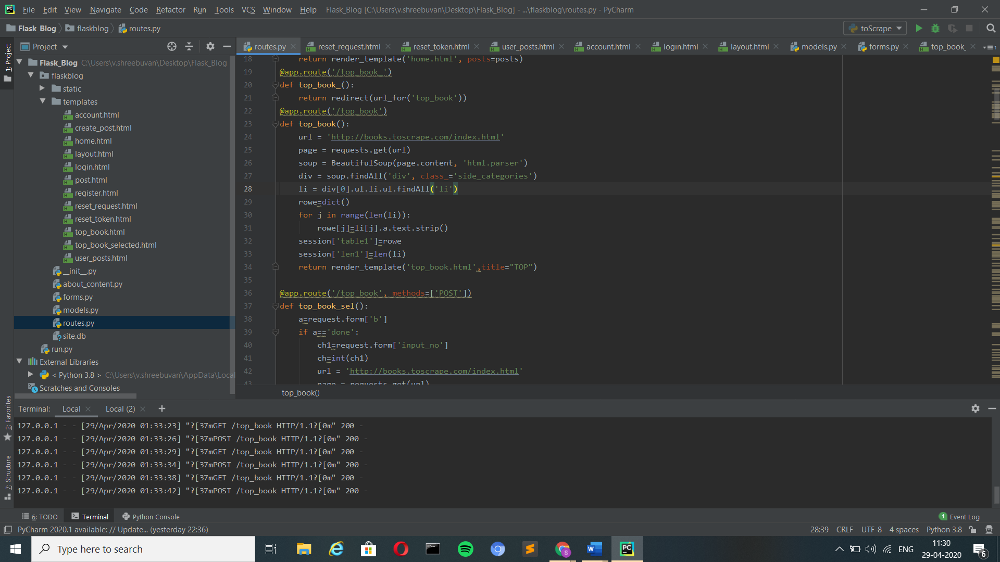 File Edit View Navigate Code Refactor Run Tools VCS Window Help Flask_Blog [C:\Users\v.shreebuvan\Desktop\Flask_Blog] - ...\flaskblog\routes.py - PyCharm
Flask_Blog flaskblog routes.py toScrape
1: Project
Project
routes.py reset_request.html reset_token.html user_posts.html account.html login.html layout.html models.py forms.py top_book_ 1
Flask_Blog C:\Users\v.shreebuvan\Desktop\Flask_Blog
flaskblog
static
templates
account.html
create_post.html
home.html
layout.html
login.html
post.html
register.html
reset_request.html
reset_token.html
top_book.html
top_book_selected.html
user_posts.html
__init__.py
about_content.py
forms.py
models.py
routes.py
site.db
run.py
External Libraries
< Python 3.8 > C:\Users\v.shreebuvan\AppData\Local
Scratches and Consoles
18 return render_template('home.html', posts=posts)
19 @app.route('/top_book_')
20 def top_book_():
21 return redirect(url_for('top_book'))
22 @app.route('/top_book')
23 def top_book():
24 url = 'http://books.toscrape.com/index.html'
25 page = requests.get(url)
26 soup = BeautifulSoup(page.content, 'html.parser')
27 div = soup.findAll('div', class_='side_categories')
28 li = div[0].ul.li.ul.findAll('li')
29 rowe=dict()
30 for j in range(len(li)):
31 rowe[j]=li[j].a.text.strip()
32 session['table1']=rowe
33 session['len1']=len(li)
34 return render_template('top_book.html',title="TOP")
35
36 @app.route('/top_book', methods=['POST'])
37 def top_book_sel():
38 a=request.form['b']
39 if a=='done':
40 ch1=request.form['input_no']
41 ch=int(ch1)
42 url = 'http://books.toscrape.com/index.html'
43 page = requests.get(url)
top_book()
2: Favorites
7: Structure
Terminal: Local Local (2) +
127.0.0.1 - - [29/Apr/2020 01:33:23] "?[37mGET /top_book HTTP/1.1?[0m" 200 -
127.0.0.1 - - [29/Apr/2020 01:33:26] "?[37mPOST /top_book HTTP/1.1?[0m" 200 -
127.0.0.1 - - [29/Apr/2020 01:33:29] "?[37mGET /top_book HTTP/1.1?[0m" 200 -
127.0.0.1 - - [29/Apr/2020 01:33:34] "?[37mPOST /top_book HTTP/1.1?[0m" 200 -
127.0.0.1 - - [29/Apr/2020 01:33:38] "?[37mGET /top_book HTTP/1.1?[0m" 200 -
127.0.0.1 - - [29/Apr/2020 01:33:42] "?[37mPOST /top_book HTTP/1.1?[0m" 200 -
6: TODO Terminal Python Console 1 Event Log
PyCharm 2020.1 available: // Update... (yesterday 22:36) 28:39 CRLF UTF-8 4 spaces Python 3.8
Type here to search ENG 11:30
29-04-2020 6